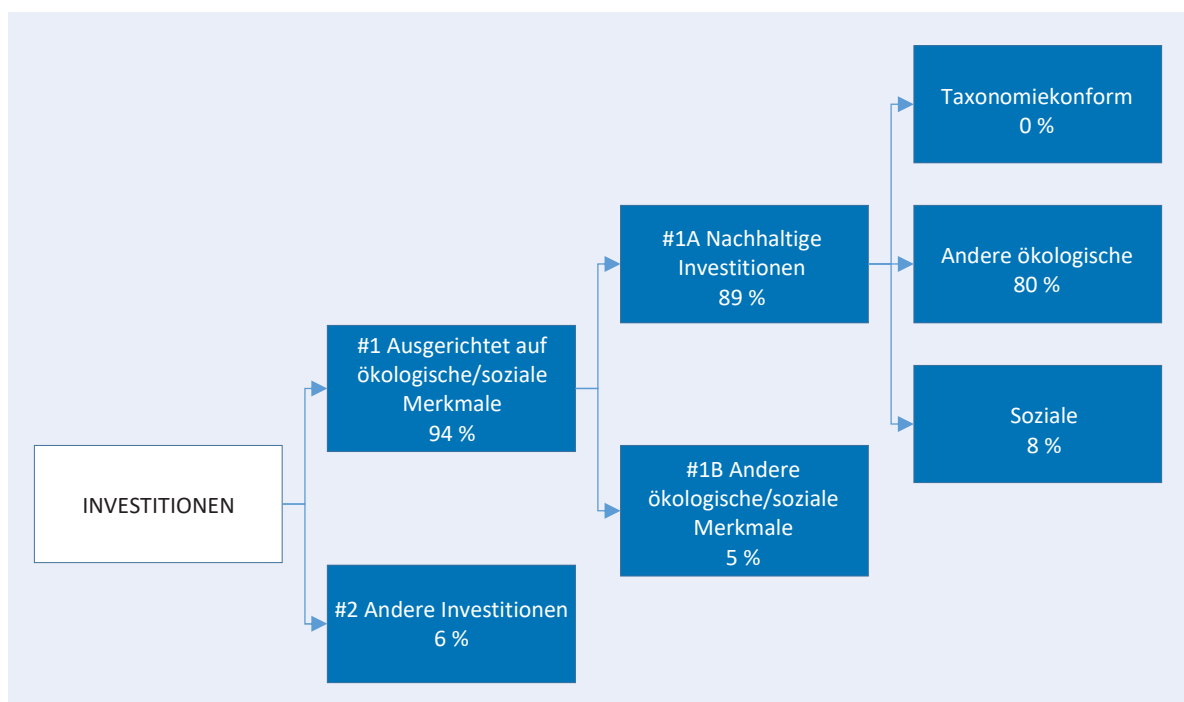 INVESTITIONEN
#1 Ausgerichtet auf
ökologische/soziale
Merkmale
94 %
#2 Andere Investitionen
6 %
#1A Nachhaltige
Investitionen
89 %
#1B Andere
ökologische/soziale
Merkmale
5 %
Taxonomiekonform
0 %
Andere ökologische
80 %
Soziale
8 %